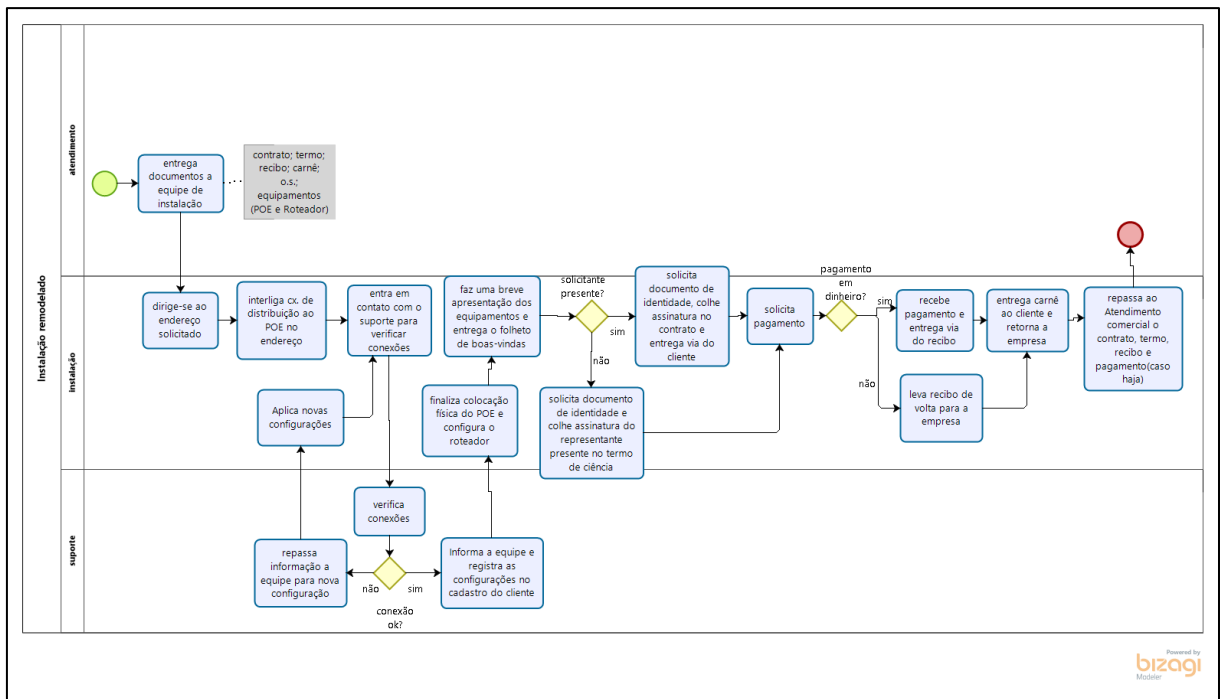 Instalação remodelado
atendimento
entrega
documentos a
equipe de
instalação
contrato; termo;
recibo; carnê;
o.s.;
equipamentos
(POE e Roteador)
Instalação
dirige-se ao
endereço
solicitado
interliga cx. de
distribuição ao
POE no
endereço
entra em
contato com o
suporte para
verificar
conexões
faz uma breve
apresentação dos
equipamentos e
entrega o folheto
de boas-vindas
solicitante
presente?
sim
não
solicita
documento de
identidade, colhe
assinatura no
contrato e
entrega via do
cliente
solicita
pagamento
pagamento
em
dinheiro?
sim
não
recebe
pagamento e
entrega via
do recibo
entrega carnê
ao cliente e
retorna a
empresa
repassa ao
Atendimento
comercial o
contrato, termo,
recibo e
pagamento(caso
haja)
Aplica novas
configurações
finaliza colocação
física do POE e
configura o
roteador
solicita documento
de identidade e
colhe assinatura do
representante
presente no termo
de ciência
leva recibo de
volta para a
empresa
suporte
verifica
conexões
repassa
informação a
equipe para nova
configuração
não
sim
conexão
ok?
Informa a equipe e
registra as
configurações no
cadastro do cliente
Powered by
bizagi
Modeler